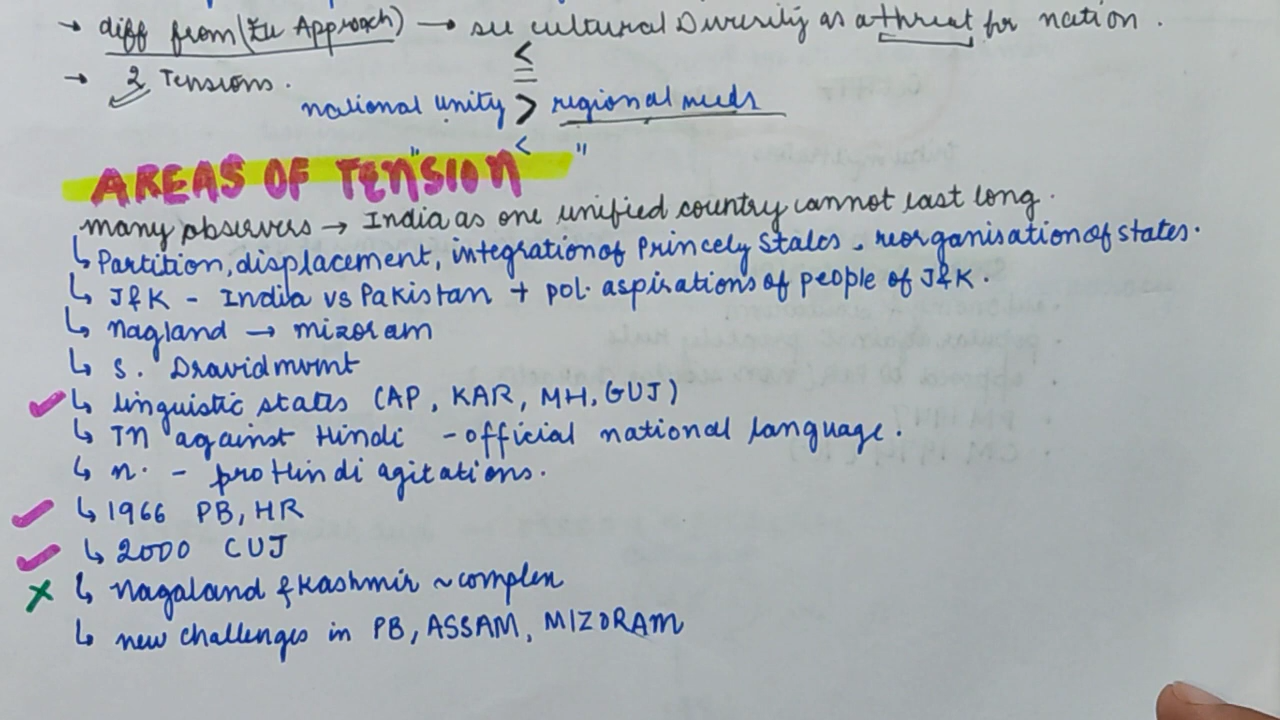 → diff from (EU Approach) → see cultural Diversity as a threat for nation .
→ 2 Tensions .
<
=
national unity > regional needs
" < "
AREAS OF TENSION
many observers → India as one unified country cannot last long .
↳ Partition, displacement, integration of Princely States . reorganisation of states .
↳ J&K - India vs Pakistan + pol. aspirations of people of J&K .
↳ Nagland → mizoram
↳ S. Dravid mvmt
✓ ↳ linguistic states (AP, KAR, MH, GUJ)
↳ TN against Hindi - official national language .
↳ n. - pro Hindi agitations .
✓ ↳ 1966 PB, HR
✓ ↳ 2000 CUJ
✗ ↳ Nagaland & Kashmir ~ complex
↳ new challenges in PB, ASSAM, MIZORAM